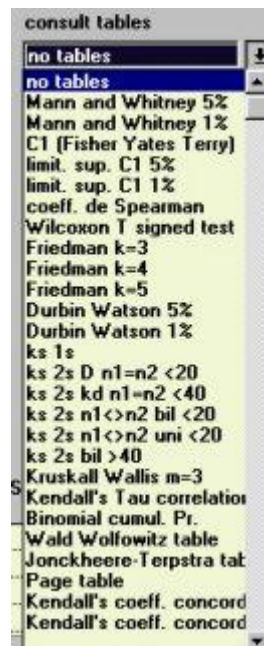 consult tables
no tables
no tables
Mann and Whitney 5%
Mann and Whitney 1%
C1 (Fisher Yates Terry)
limit. sup. C1 5%
limit. sup. C1 1%
coeff. de Spearman
Wilcoxon T signed test
Friedman k=3
Friedman k=4
Friedman k=5
Durbin Watson 5%
Durbin Watson 1%
ks 1s
ks 2s D n1=n2 <20
ks 2s kd n1=n2 <40
ks 2s n1<>n2 bil <20
ks 2s n1<>n2 uni <20
ks 2s bil >40
Kruskall Wallis m=3
Kendall's Tau correlation
Binomial cumul. Pr.
Wald Wolfowitz table
Jonckheere-Terpstra tab
Page table
Kendall's coeff. concord
Kendall's coeff. concord